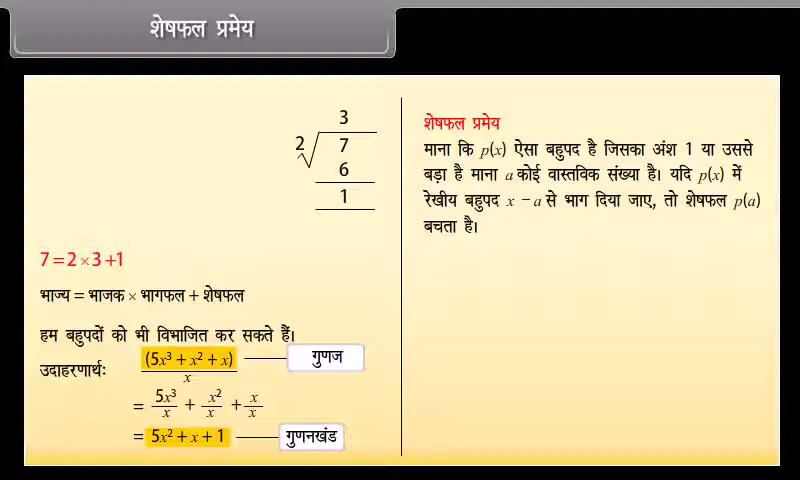 शेषफल प्रमेय
3
2 7
6
1
7 = 2 × 3 + 1
भाज्य = भाजक × भागफल + शेषफल
हम बहुपदों को भी विभाजित कर सकते हैं।
उदाहरणार्थः (5x³ + x² + x)/x गुणज
= 5x³/x + x²/x + x/x
= 5x² + x + 1 गुणनखंड
शेषफल प्रमेय
माना कि p(x) ऐसा बहुपद है जिसका अंश 1 या उससे
बड़ा है माना a कोई वास्तविक संख्या है। यदि p(x) में
रेखीय बहुपद x − a से भाग दिया जाए, तो शेषफल p(a)
बचता है।